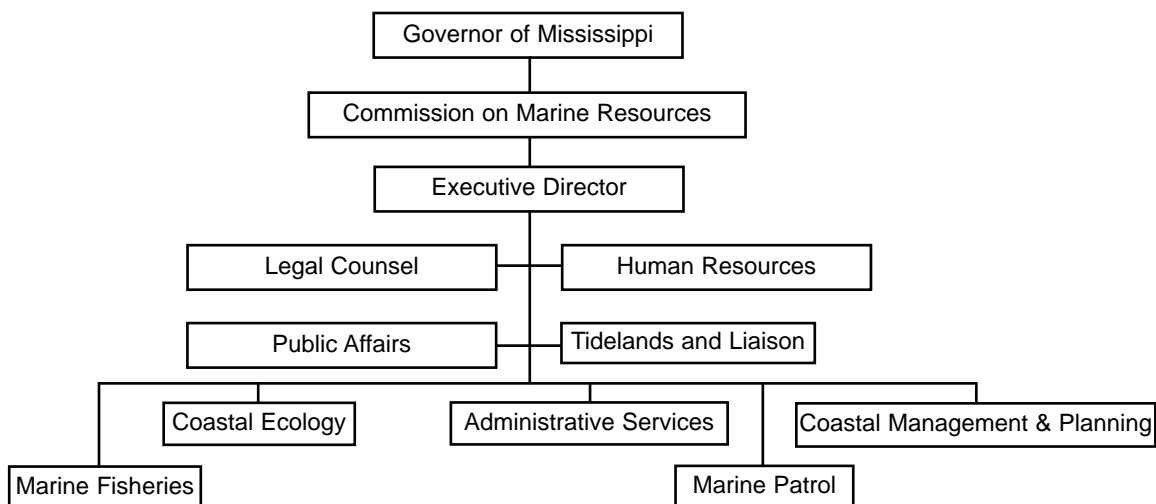 Governor of Mississippi
Commission on Marine Resources
Executive Director
Legal Counsel
Human Resources
Public Affairs
Tidelands and Liaison
Coastal Ecology
Administrative Services
Coastal Management & Planning
Marine Fisheries
Marine Patrol